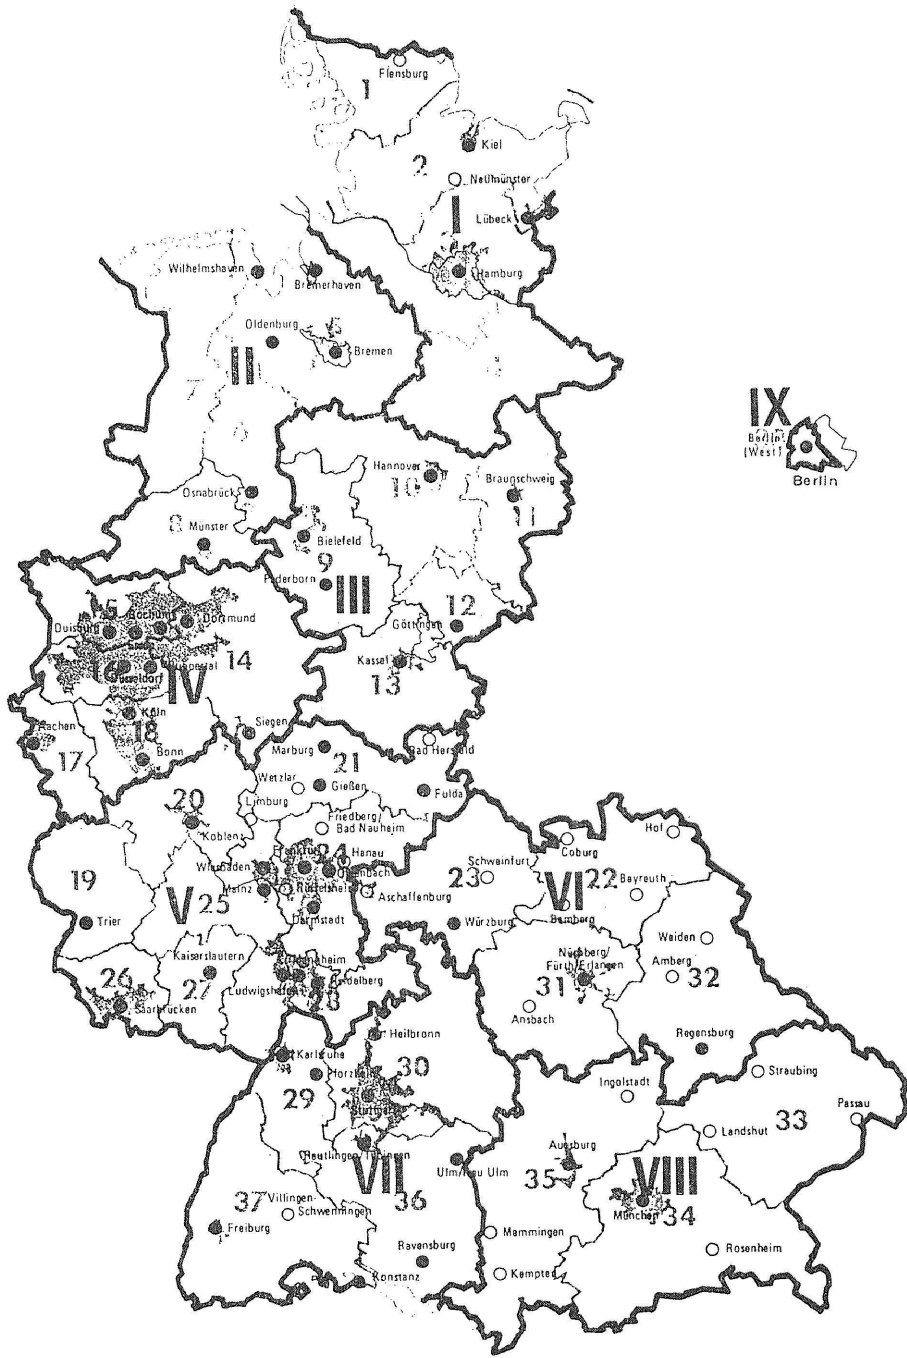 Flensburg
1
Kiel
2
Neumünster
I
Lübeck
Hamburg
Wilhelmshaven
Bremerhaven
Oldenburg
Bremen
II
7
6
IX
Berlin
(West)
Berlin
Hannover
10
Braunschweig
11
Osnabrück
8
Münster
Bielefeld
9
Paderborn
III
12
Göttingen
Kassel
13
Bochum
Dortmund
Duisburg
14
16
IV
Köln
18
Bonn
Aachen
17
Siegen
Marburg
21
Bad Hersfeld
Wetzlar
Gießen
Fulda
20
Limburg
Koblenz
Friedberg/
Bad Nauheim
Hof
Coburg
Frankfurt
24
Hanau
Schweinfurt
Wiesbaden
Offenbach
23
VI
22
Bayreuth
19
Mainz
Aschaffenburg
V
25
Bamberg
Trier
Darmstadt
Würzburg
Weiden
Kaiserslautern
Nürnberg/
Fürth/Erlangen
Amberg
32
26
27
Ludwigshafen
Heidelberg
28
31
Saarbrücken
Ansbach
Heilbronn
Regensburg
Karlsruhe
30
Pforzheim
29
Straubing
Ingolstadt
Stuttgart
33
Passau
Landshut
Reutlingen/Tübingen
Augsburg
VII
Ulm/Neu Ulm
35
VIII
37
Villingen-
Schwenningen
36
München
34
Freiburg
Memmingen
Ravensburg
Rosenheim
Konstanz
Kempten